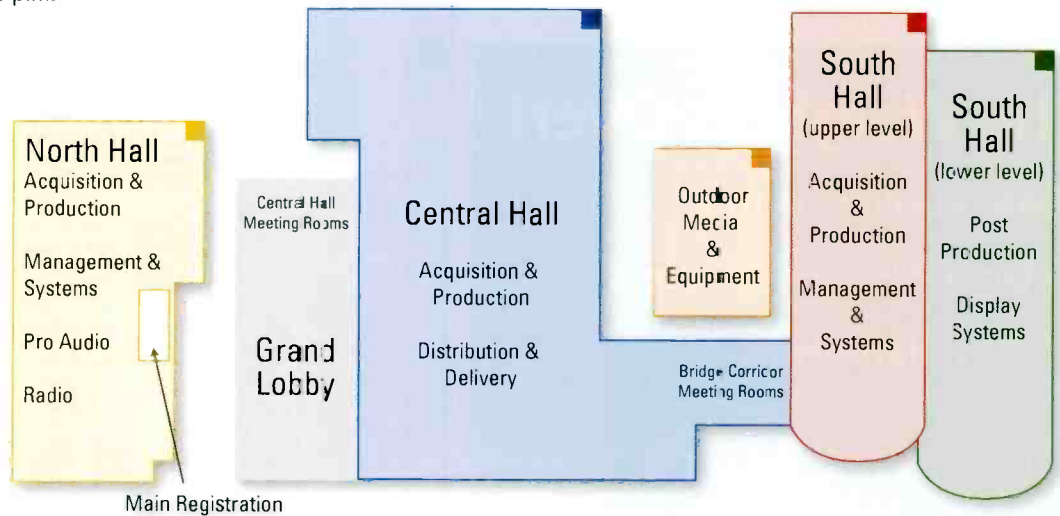 North Hall
Acquisition &
Production
Management &
Systems
Pro Audio
Radio
Main Registration
Central Hall
Meeting Rooms
Grand
Lobby
Central Hall
Acquisition &
Production
Distribution &
Delivery
Outdoor
Media
&
Equipment
Bridge Corricor
Meeting Rooms
South
Hall
(upper level)
Acquisition
&
Production
Management
&
Systems
South
Hall
(lower level)
Post
Production
Display
Systems